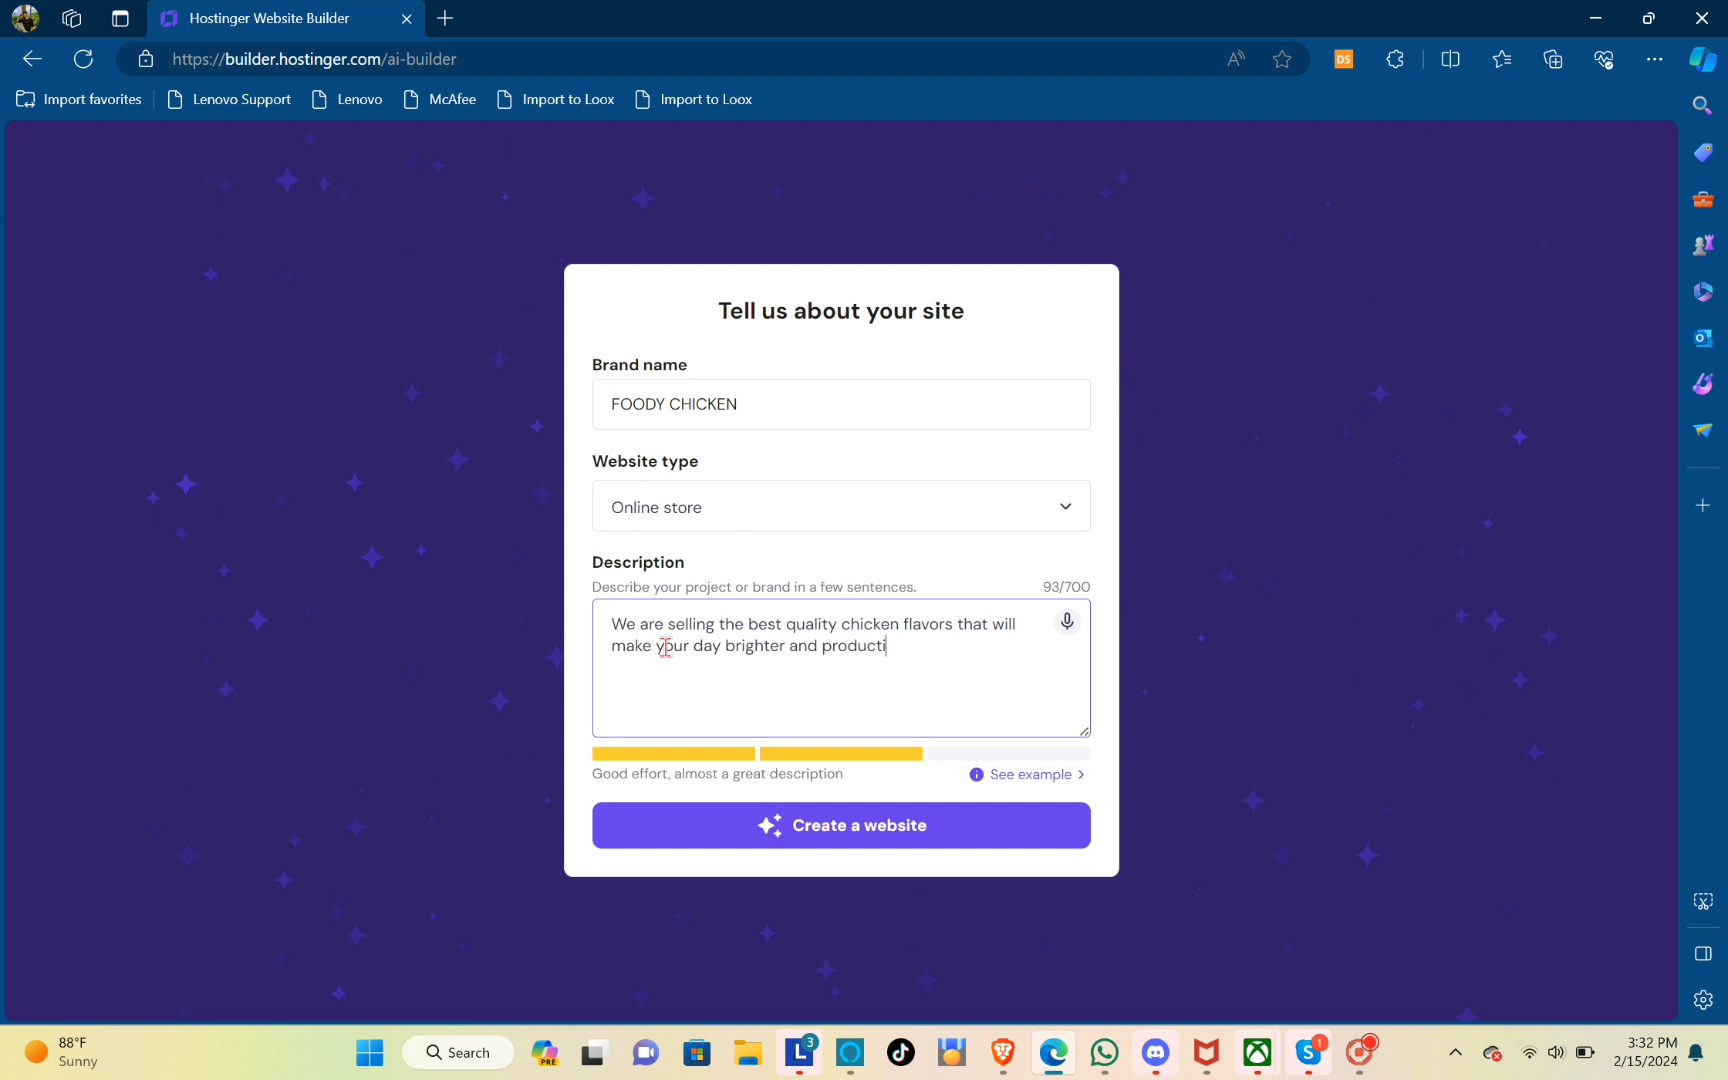 Hostinger Website Builder
https://builder.hostinger.com/ai-builder
DS
Import favorites
Lenovo Support
Lenovo
McAfee
Import to Loox
Import to Loox
Tell us about your site
Brand name
FOODY CHICKEN
Website type
Online store
Description
Describe your project or brand in a few sentences.
93/700
We are selling the best quality chicken flavors that will
make your day brighter and producti
Good effort, almost a great description
See example
Create a website
88°F
Sunny
Search
PRE
L
3
S
1
3:32 PM
2/15/2024